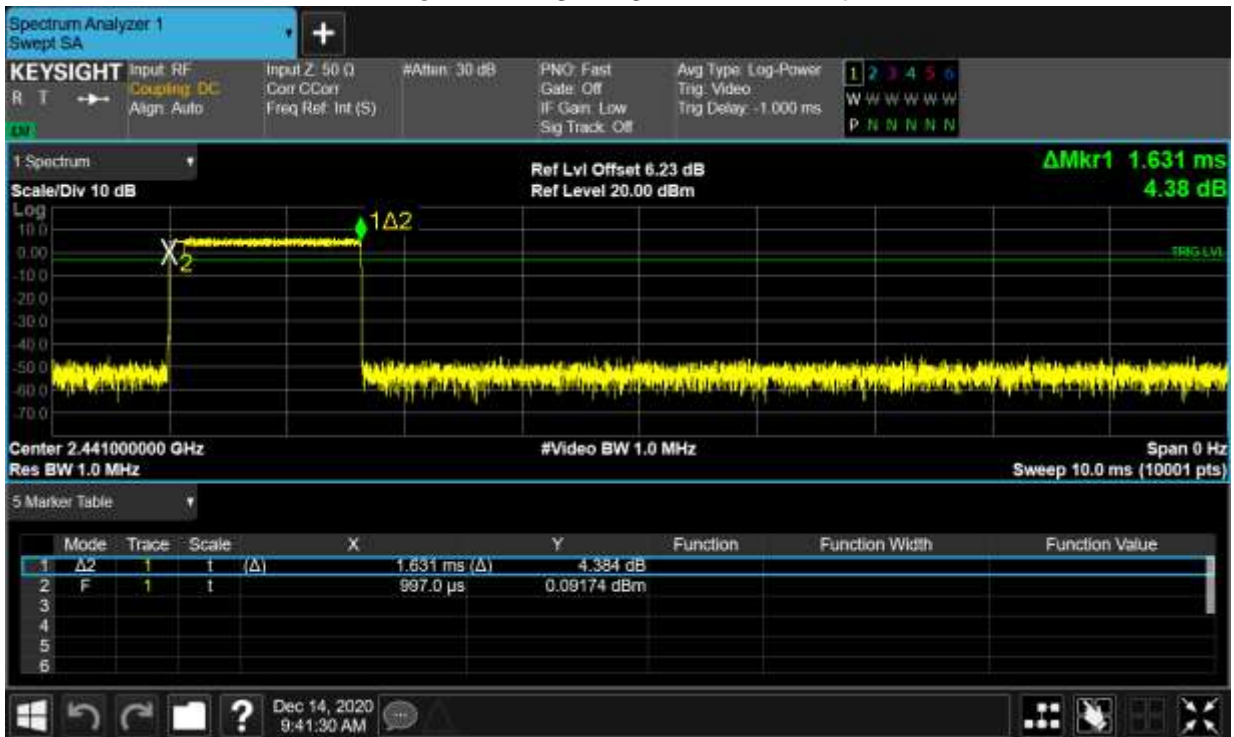 Spectrum Analyzer 1
Swept SA
+
KEYSIGHT Input: RF Input Z: 50 Ω #Atten: 30 dB PNO: Fast Avg Type: Log-Power 1 2 3 4 5 6
R T Coupling: DC Corr CCorr Gate: Off Trig: Video W W W W W W
Align: Auto Freq Ref: Int (S) IF Gain: Low Trig Delay: -1.000 ms P N N N N N
Sig Track: Off
1 Spectrum Ref Lvl Offset 6.23 dB ΔMkr1 1.631 ms
Scale/Div 10 dB Ref Level 20.00 dBm 4.38 dB
Log
10.0
1Δ2
0.00
2
TRIG LVL
-10.0
-20.0
-30.0
-40.0
-50.0
-60.0
-70.0
Center 2.441000000 GHz #Video BW 1.0 MHz Span 0 Hz
Res BW 1.0 MHz Sweep 10.0 ms (10001 pts)
5 Marker Table
Mode Trace Scale X Y Function Function Width Function Value
1 Δ2 1 t (Δ) 1.631 ms (Δ) 4.384 dB
2 F 1 t 997.0 µs 0.09174 dBm
3
4
5
6
? Dec 14, 2020
9:41:30 AM